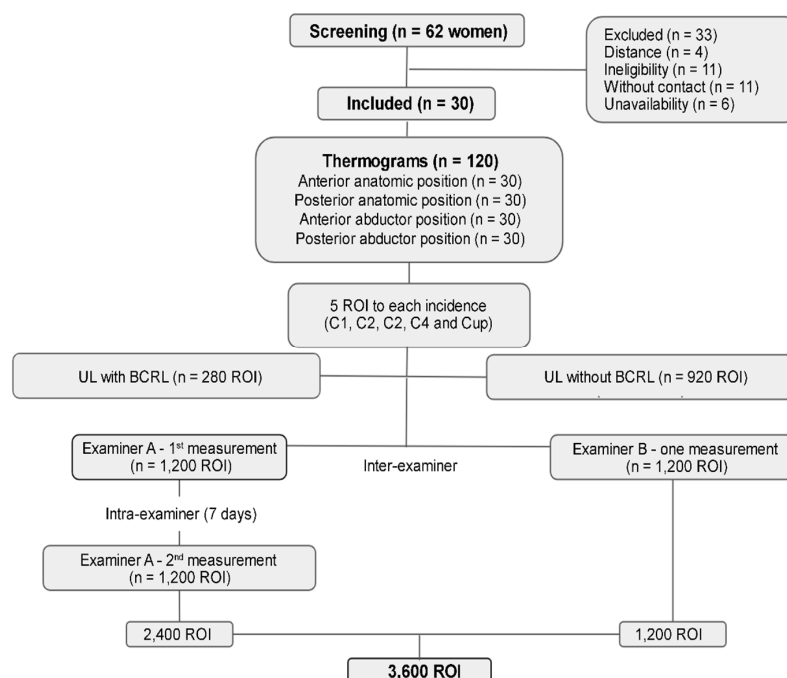 Screening (n = 62 women)
Excluded (n = 33)
Distance (n = 4)
Ineligibility (n = 11)
Without contact (n = 11)
Unavailability (n = 6)
Included (n = 30)
Thermograms (n = 120)
Anterior anatomic position (n = 30)
Posterior anatomic position (n = 30)
Anterior abductor position (n = 30)
Posterior abductor position (n = 30)
5 ROI to each incidence
(C1, C2, C2, C4 and Cup)
UL with BCRL (n = 280 ROI)
UL without BCRL (n = 920 ROI)
Examiner A - 1st measurement
(n = 1,200 ROI)
Inter-examiner
Examiner B - one measurement
(n = 1,200 ROI)
Intra-examiner (7 days)
Examiner A - 2nd measurement
(n = 1,200 ROI)
2,400 ROI
1,200 ROI
3,600 ROI